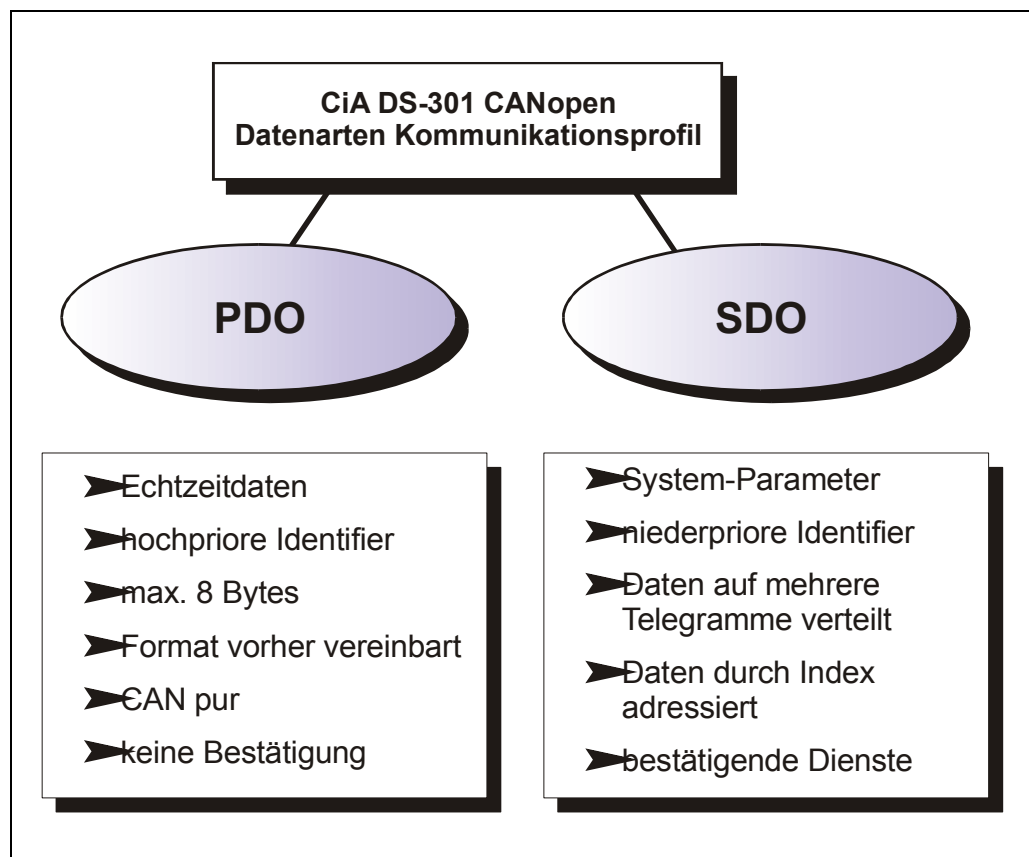 CiA DS-301 CANopen
Datenarten Kommunikationsprofil
PDO
Echtzeitdaten
hochpriore Identifier
max. 8 Bytes
Format vorher vereinbart
CAN pur
keine Bestätigung
SDO
System-Parameter
niederpriore Identifier
Daten auf mehrere
Telegramme verteilt
Daten durch Index
adressiert
bestätigende Dienste